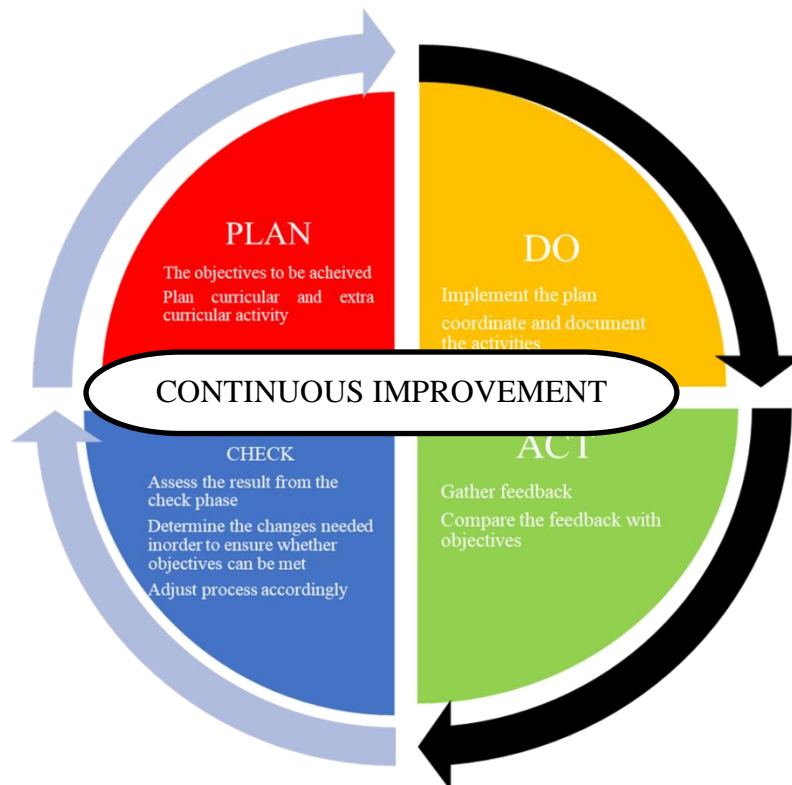 PLAN
The objectives to be acheived
Plan curricular and extra
curricular activity
DO
Implement the plan
coordinate and document
the activities
CONTINUOUS IMPROVEMENT
CHECK
Assess the result from the
check phase
Determine the changes needed
inorder to ensure whether
objectives can be met
Adjust process accordingly
ACT
Gather feedback
Compare the feedback with
objectives